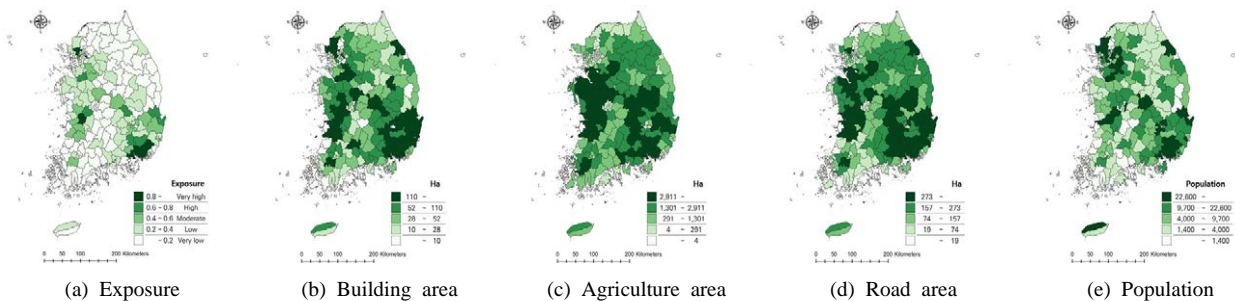 Exposure
0.8 - Very high
0.6 ~ 0.8 High
0.4 ~ 0.6 Moderate
0.2 ~ 0.4 Low
~ 0.2 Very low
0 50 100 200 Kilometers
(a) Exposure
Ha
110 ~
52 ~ 110
28 ~ 52
10 ~ 28
~ 10
0 50 100 200 Kilometers
(b) Building area
Ha
2,911 ~
1,301 ~ 2,911
291 ~ 1,301
4 ~ 291
~ 4
0 50 100 200 Kilometers
(c) Agriculture area
Ha
273 ~
157 ~ 273
74 ~ 157
19 ~ 74
~ 19
0 50 100 200 Kilometers
(d) Road area
Population
22,600 ~
9,700 ~ 22,600
4,000 ~ 9,700
1,400 ~ 4,000
~ 1,400
0 50 100 200 Kilometers
(e) Population